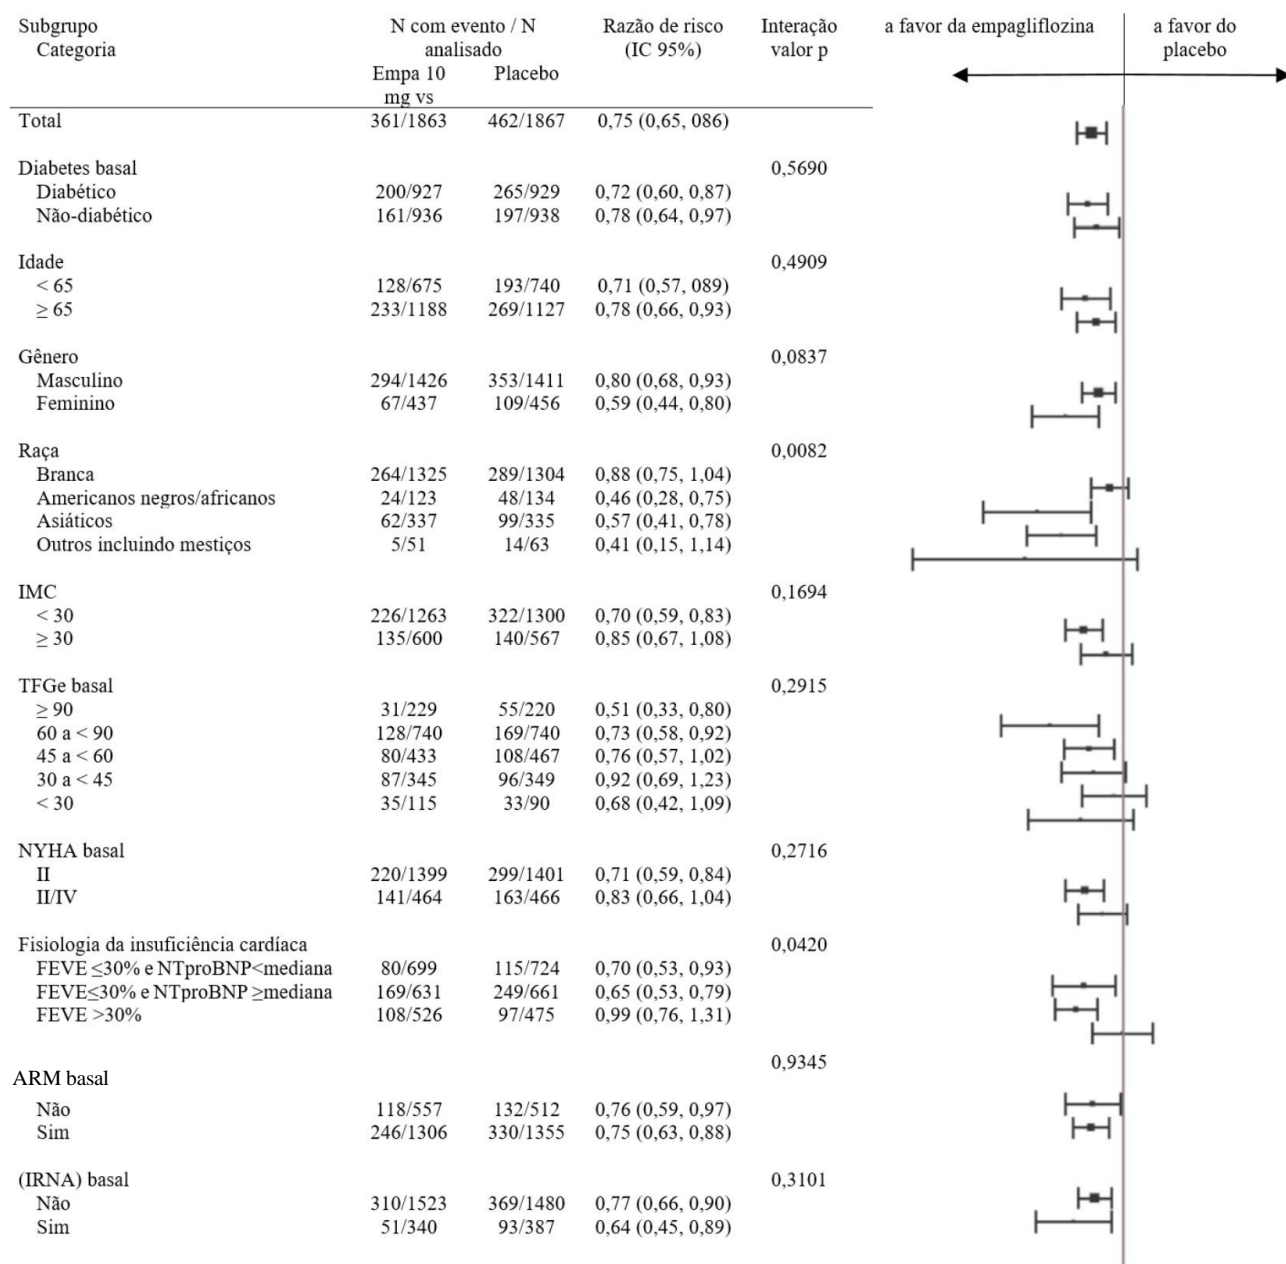 Subgrupo N com evento / N Razão de risco Interação a favor da empagliflozina a favor do
Categoria analisado (IC 95%) valor p placebo
Empa 10 Placebo
mg vs
Total 361/1863 462/1867 0,75 (0,65, 086)
Diabetes basal 0,5690
Diabético 200/927 265/929 0,72 (0,60, 0,87)
Não-diabético 161/936 197/938 0,78 (0,64, 0,97)
Idade 0,4909
< 65 128/675 193/740 0,71 (0,57, 089)
≥ 65 233/1188 269/1127 0,78 (0,66, 0,93)
Gênero 0,0837
Masculino 294/1426 353/1411 0,80 (0,68, 0,93)
Feminino 67/437 109/456 0,59 (0,44, 0,80)
Raça 0,0082
Branca 264/1325 289/1304 0,88 (0,75, 1,04)
Americanos negros/africanos 24/123 48/134 0,46 (0,28, 0,75)
Asiáticos 62/337 99/335 0,57 (0,41, 0,78)
Outros incluindo mestiços 5/51 14/63 0,41 (0,15, 1,14)
IMC 0,1694
< 30 226/1263 322/1300 0,70 (0,59, 0,83)
≥ 30 135/600 140/567 0,85 (0,67, 1,08)
TFGe basal 0,2915
≥ 90 31/229 55/220 0,51 (0,33, 0,80)
60 a < 90 128/740 169/740 0,73 (0,58, 0,92)
45 a < 60 80/433 108/467 0,76 (0,57, 1,02)
30 a < 45 87/345 96/349 0,92 (0,69, 1,23)
< 30 35/115 33/90 0,68 (0,42, 1,09)
NYHA basal 0,2716
II 220/1399 299/1401 0,71 (0,59, 0,84)
II/IV 141/464 163/466 0,83 (0,66, 1,04)
Fisiologia da insuficiência cardíaca 0,0420
FEVE ≤30% e NTproBNP<mediana 80/699 115/724 0,70 (0,53, 0,93)
FEVE≤30% e NTproBNP ≥mediana 169/631 249/661 0,65 (0,53, 0,79)
FEVE >30% 108/526 97/475 0,99 (0,76, 1,31)
ARM basal 0,9345
Não 118/557 132/512 0,76 (0,59, 0,97)
Sim 246/1306 330/1355 0,75 (0,63, 0,88)
(IRNA) basal 0,3101
Não 310/1523 369/1480 0,77 (0,66, 0,90)
Sim 51/340 93/387 0,64 (0,45, 0,89)